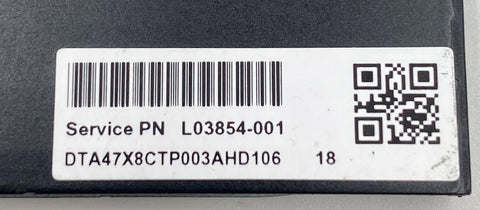 Service PN L03854-001
DTA47X8CTP003AHD106 18